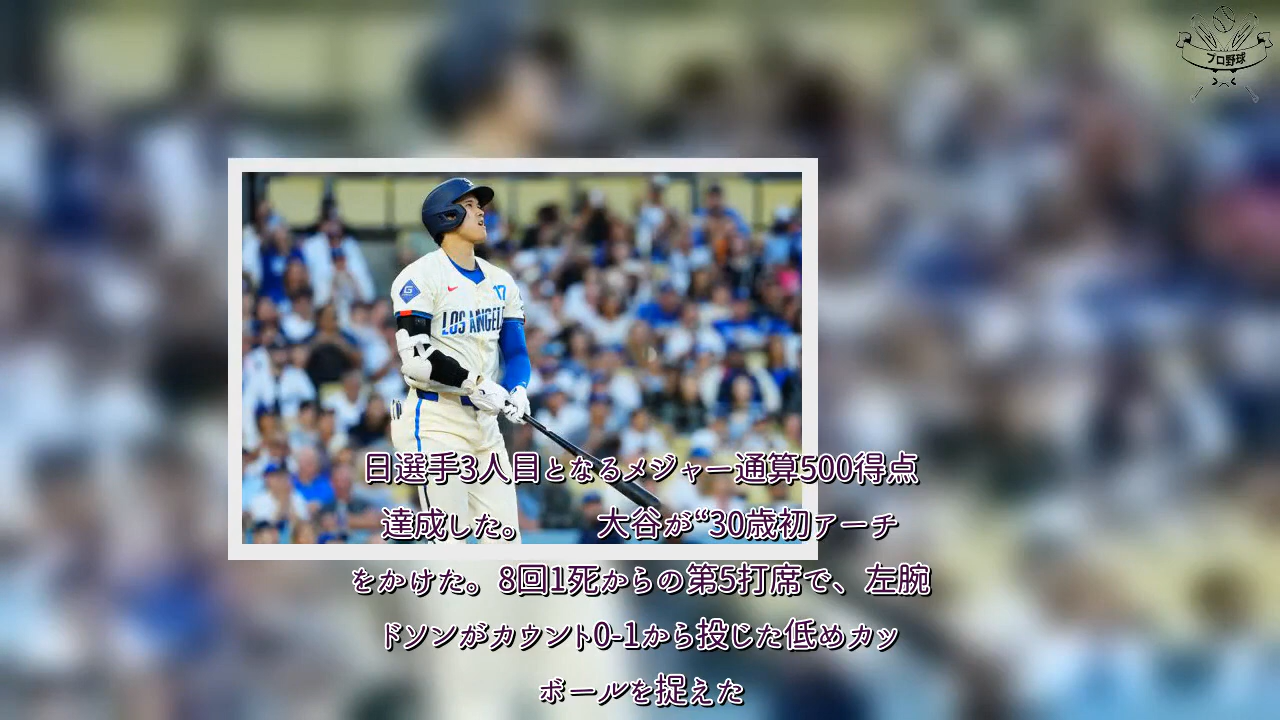 プロ野球
17
LOS ANGEL
日選手3人目となるメジャー通算500得点
達成した。 大谷が“30歳初アーチ
をかけた。8回1死からの第5打席で、左腕
ドソンがカウント0-1から投じた低めカッ
ボールを捉えた